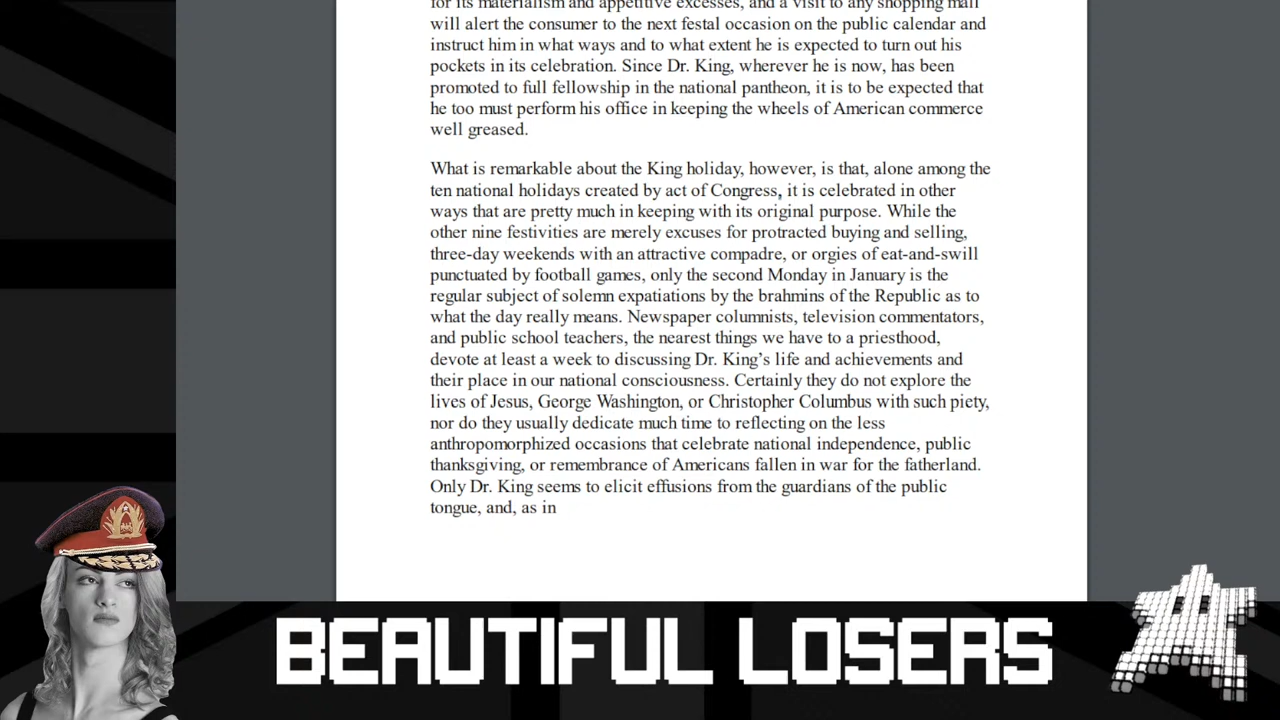 for its materialism and appetitive excesses, and a visit to any shopping mall
will alert the consumer to the next festal occasion on the public calendar and
instruct him in what ways and to what extent he is expected to turn out his
pockets in its celebration. Since Dr. King, wherever he is now, has been
promoted to full fellowship in the national pantheon, it is to be expected that
he too must perform his office in keeping the wheels of American commerce
well greased.
What is remarkable about the King holiday, however, is that, alone among the
ten national holidays created by act of Congress, it is celebrated in other
ways that are pretty much in keeping with its original purpose. While the
other nine festivities are merely excuses for protracted buying and selling,
three-day weekends with an attractive compadre, or orgies of eat-and-swill
punctuated by football games, only the second Monday in January is the
regular subject of solemn expatiations by the brahmins of the Republic as to
what the day really means. Newspaper columnists, television commentators,
and public school teachers, the nearest things we have to a priesthood,
devote at least a week to discussing Dr. King’s life and achievements and
their place in our national consciousness. Certainly they do not explore the
lives of Jesus, George Washington, or Christopher Columbus with such piety,
nor do they usually dedicate much time to reflecting on the less
anthropomorphized occasions that celebrate national independence, public
thanksgiving, or remembrance of Americans fallen in war for the fatherland.
Only Dr. King seems to elicit effusions from the guardians of the public
tongue, and, as in
BEAUTIFUL LOSERS